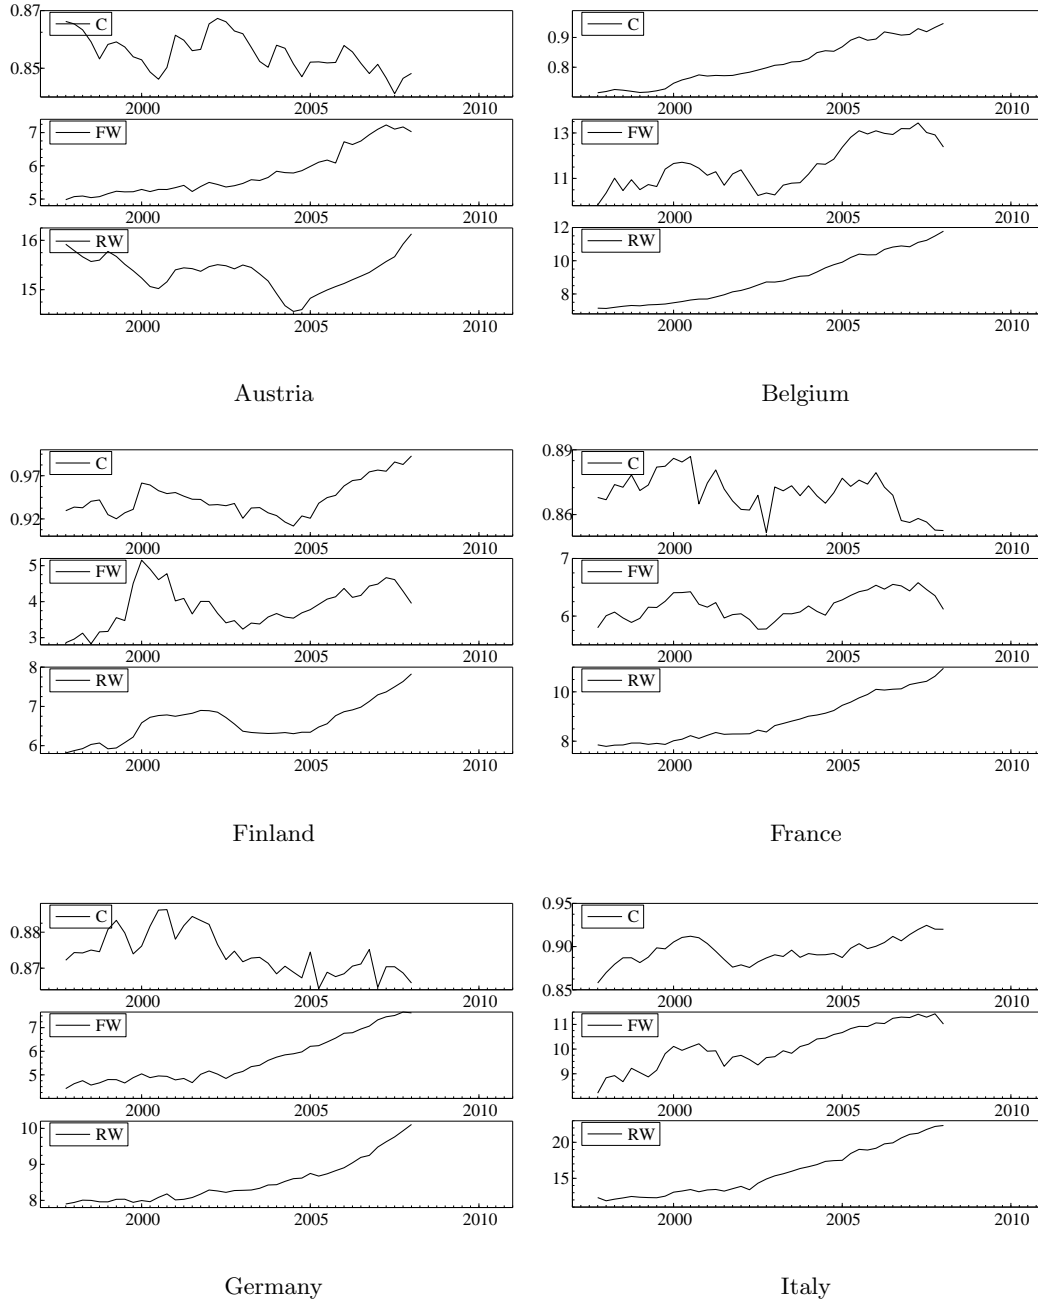 0.87
C
0.85
2000 2005 2010
7
FW
6
5
2000 2005 2010
16
RW
15
2000 2005 2010
Austria
0.9
C
0.8
2000 2005 2010
13
FW
11
2000 2005 2010
12
RW
10
8
2000 2005 2010
Belgium
0.97
C
0.92
2000 2005 2010
5
FW
4
3
2000 2005 2010
8
RW
7
6
2000 2005 2010
Finland
0.89
C
0.86
2000 2005 2010
7
FW
6
2000 2005 2010
10
RW
8
2000 2005 2010
France
C
0.88
0.87
2000 2005 2010
7
FW
6
5
2000 2005 2010
10
RW
9
8
2000 2005 2010
Germany
0.95
C
0.90
0.85
2000 2005 2010
11
FW
10
9
2000 2005 2010
RW
20
15
2000 2005 2010
Italy